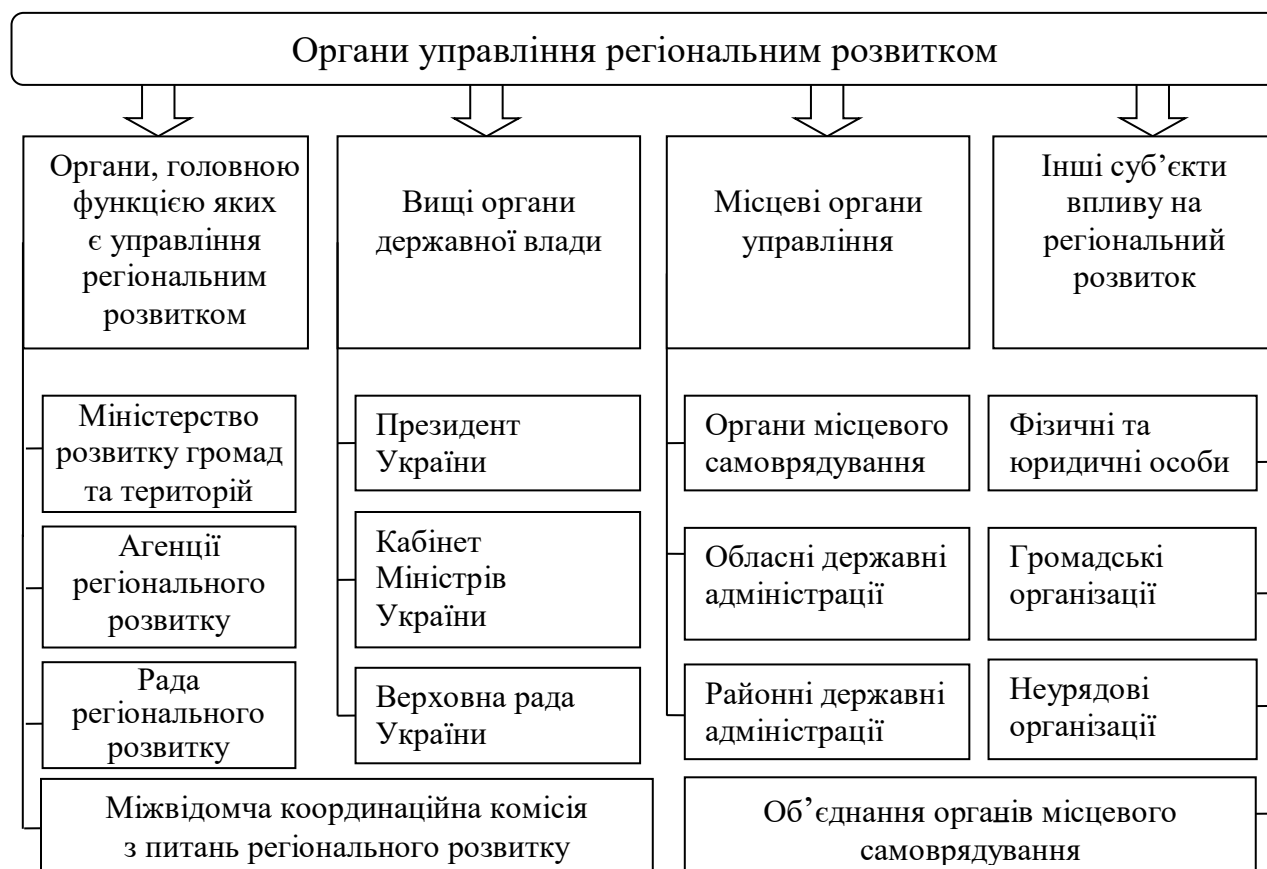 Органи управління регіональним розвитком
Органи, головною
функцією яких
є управління
регіональним
розвитком
Вищі органи
державної влади
Місцеві органи
управління
Інші суб’єкти
впливу на
регіональний
розвиток
Міністерство
розвитку громад
та територій
Президент
України
Органи місцевого
самоврядування
Фізичні та
юридичні особи
Агенції
регіонального
розвитку
Кабінет
Міністрів
України
Обласні державні
адміністрації
Громадські
організації
Рада
регіонального
розвитку
Верховна рада
України
Районні державні
адміністрації
Неурядові
організації
Міжвідомча координаційна комісія
з питань регіонального розвитку
Об’єднання органів місцевого
самоврядування